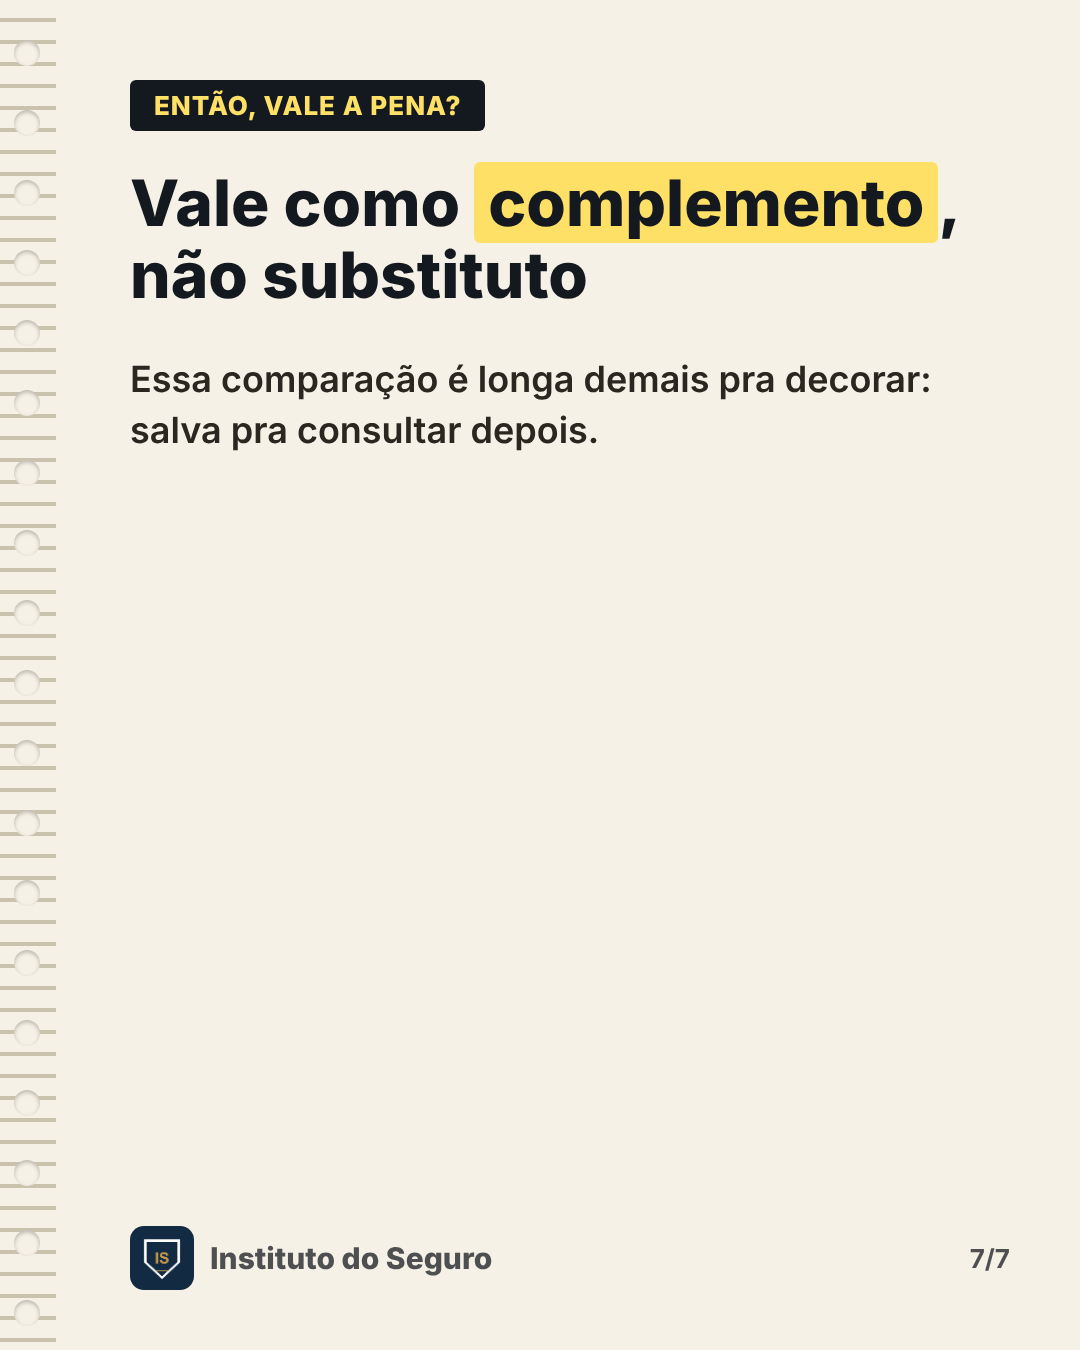 ENTÃO, VALE A PENA?
Vale como complemento,
não substituto
Essa comparação é longa demais pra decorar:
salva pra consultar depois.
IS
Instituto do Seguro
7/7